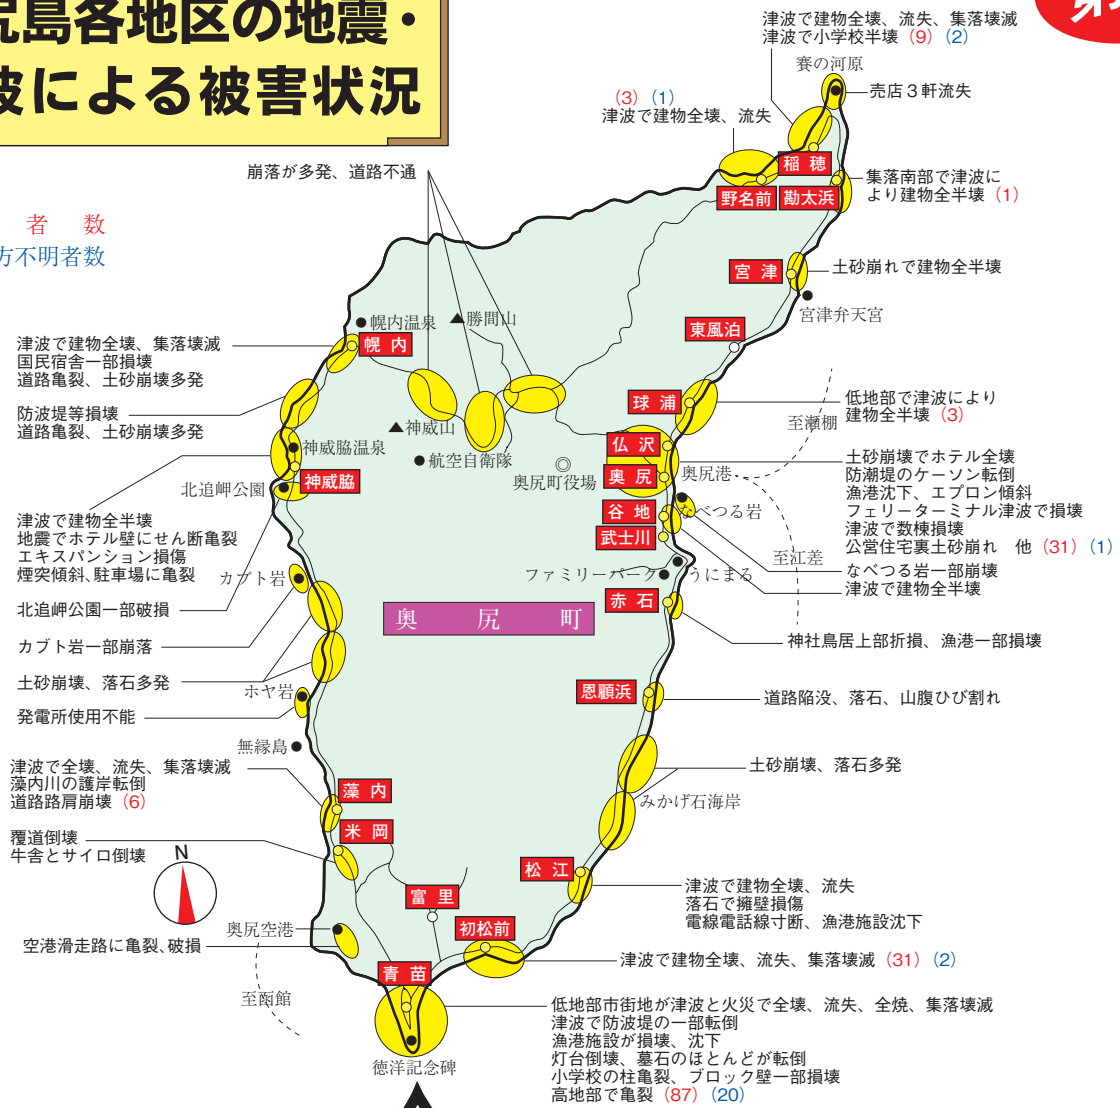 尻島各地区の地震・
波による被害状況
第
者 数
方不明者数
津波で建物全壊、流失、集落壊滅
津波で小学校半壊(9)(2)
賽の河原
売店3軒流失
(3)(1)
津波で建物全壊、流失
稲穂
野名前
勘太浜
集落南部で津波に
より建物全半壊(1)
崩落が多発、道路不通
宮津
土砂崩れで建物全半壊
宮津弁天宮
東風泊
幌内温泉
勝間山
幌内
津波で建物全壊、集落壊滅
国民宿舎一部損壊
道路亀裂、土砂崩壊多発
防波堤等損壊
道路亀裂、土砂崩壊多発
球浦
低地部で津波により
建物全半壊(3)
至瀬棚
神威山
神威脇温泉
航空自衛隊
神威脇
北追岬公園
奥尻町役場
仏沢
奥尻
奥尻港
土砂崩壊でホテル全壊
防潮堤のケーソン転倒
漁港沈下、エプロン傾斜
フェリーターミナル津波で損壊
津波で数棟損壊
公営住宅裏土砂崩れ 他(31)(1)
谷地
なべつる岩
武士川
至江差
なべつる岩一部崩壊
津波で建物全半壊
津波で建物全半壊
地震でホテル壁にせん断亀裂
エキスパンション損傷
煙突傾斜、駐車場に亀裂
カブト岩
ファミリーパーク
うにまる
北追岬公園一部破損
奥尻町
赤石
神社鳥居上部折損、漁港一部損壊
カブト岩一部崩落
土砂崩壊、落石多発
ホヤ岩
発電所使用不能
恩顧浜
道路陥没、落石、山腹ひび割れ
無縁島
津波で全壊、流失、集落壊滅
藻内川の護岸転倒
道路路肩崩壊(6)
藻内
土砂崩壊、落石多発
みかげ石海岸
米岡
覆道倒壊
牛舎とサイロ倒壊
N
松江
津波で建物全壊、流失
落石で擁壁損傷
電線電話線寸断、漁港施設沈下
富里
初松前
奥尻空港
空港滑走路に亀裂、破損
津波で建物全壊、流失、集落壊滅(31)(2)
青苗
至函館
低地部市街地が津波と火災で全壊、流失、全焼、集落壊滅
津波で防波堤の一部転倒
漁港施設が損壊、沈下
灯台倒壊、墓石のほとんどが転倒
小学校の柱亀裂、ブロック壁一部損壊
高地部で亀裂(87)(20)
徳洋記念碑